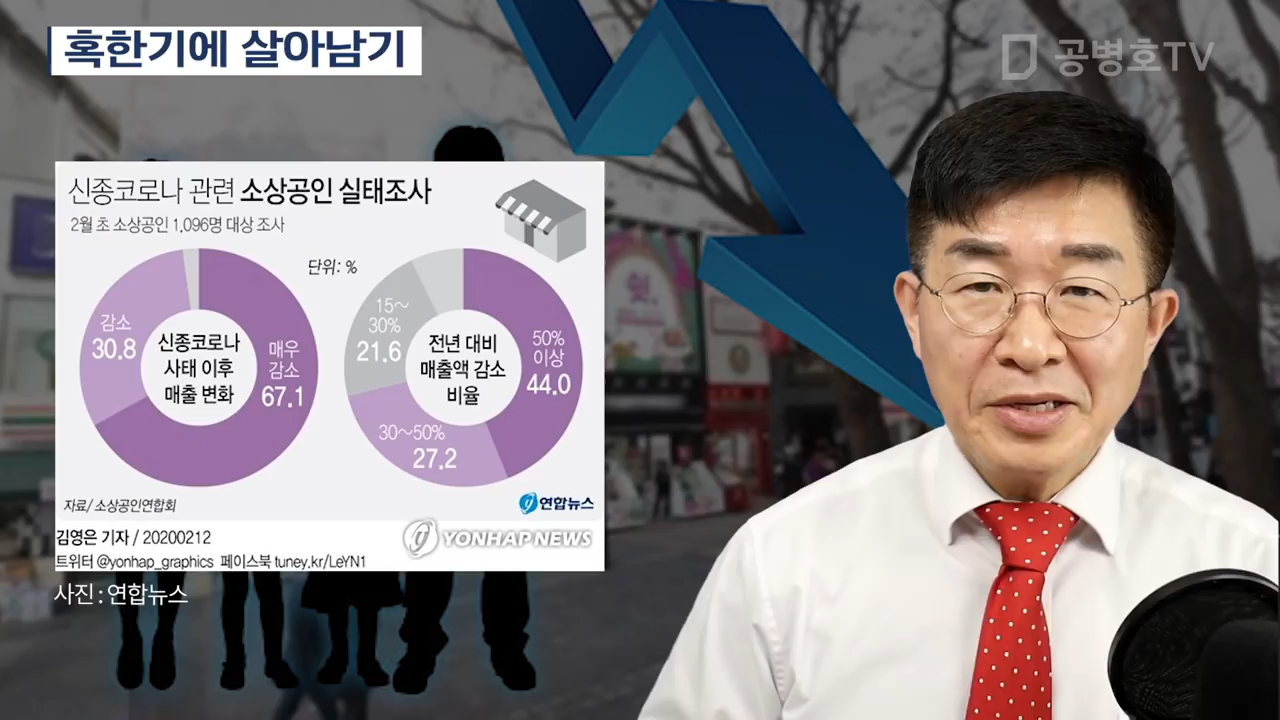 혹한기에 살아남기
공병호TV
신종코로나 관련 소상공인 실태조사
2월 초 소상공인 1,096명 대상 조사
단위: %
감소
30.8
신종코로나
사태 이후
매출 변화
매우
감소
67.1
15～
30%
21.6
전년 대비
매출액 감소
비율
50%
이상
44.0
30～50%
27.2
자료/ 소상공인연합회
연합뉴스
김영은 기자 / 20200212
YONHAP NEWS
트위터 @yonhap_graphics 페이스북 tuney.kr/LeYN1
사진 : 연합뉴스